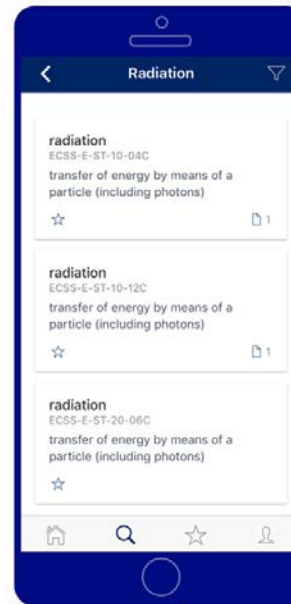 Radiation
radiation
ECSS-E-ST-10-04C
transfer of energy by means of a
particle (including photons)
1
radiation
ECSS-E-ST-10-12C
transfer of energy by means of a
particle (including photons)
1
radiation
ECSS-E-ST-20-06C
transfer of energy by means of a
particle (including photons)